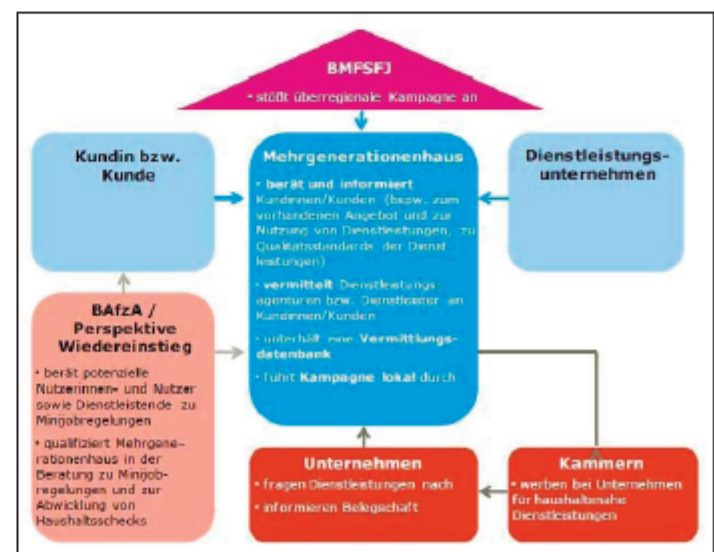 BMFSFJ
• stößt überregionale Kampagne an
Kundin bzw.
Kunde
Mehrgenerationenhaus
• berät und informiert
Kundinnen/Kunden (bspw. zum
vorhandenen Angebot und zur
Nutzung von Dienstleistungen, zu
Qualitätsstandards der Dienst-
leistungen)
• vermittelt Dienstleistungs-
agenturen bzw. Dienstleister an
Kundinnen/Kunden
• unterhält eine Vermittlungs-
datenbank
• führt Kampagne lokal durch
Dienstleistungs-
unternehmen
BAfzA /
Perspektive
Wiedereinstieg
• berät potenzielle
Nutzerinnen- und Nutzer
sowie Dienstleistende zu
Minijobregelungen
• qualifiziert Mehrgene-
rationenhaus in der
Beratung zu Minijob-
regelungen und zur
Abwicklung von
Haushaltsschecks
Unternehmen
• fragen Dienstleistungen nach
• informieren Belegschaft
Kammern
• werben bei Unternehmen
für haushaltsnahe
Dienstleistungen